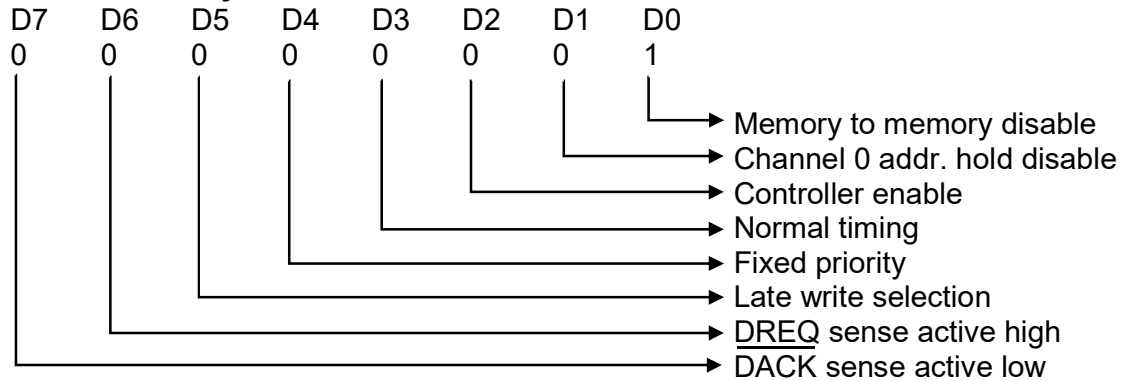 D7 D6 D5 D4 D3 D2 D1 D0
0 0 0 0 0 0 0 1
Memory to memory disable
Channel 0 addr. hold disable
Controller enable
Normal timing
Fixed priority
Late write selection
DREQ sense active high
DACK sense active low